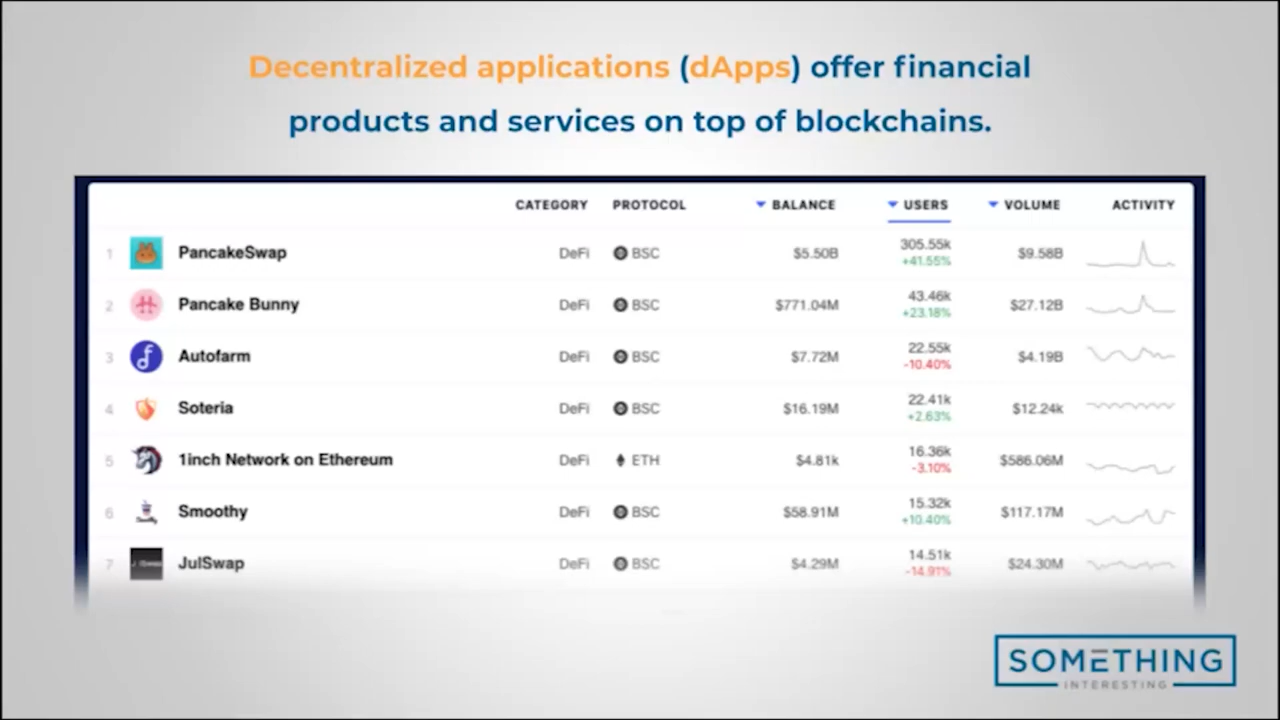 Decentralized applications (dApps) offer financial
products and services on top of blockchains.
CATEGORY PROTOCOL BALANCE USERS VOLUME ACTIVITY
1 PancakeSwap DeFi BSC $5.50B 305.55k +41.55% $9.58B
2 Pancake Bunny DeFi BSC $771.04M 43.46k +23.18% $27.12B
3 Autofarm DeFi BSC $7.72M 22.55k -10.40% $4.19B
4 Soteria DeFi BSC $16.19M 22.41k +2.63% $12.24k
5 1inch Network on Ethereum DeFi ETH $4.81k 16.36k -3.10% $586.06M
6 Smoothy DeFi BSC $58.91M 15.32k +10.40% $117.17M
7 JulSwap DeFi BSC $4.29M 14.51k -14.91% $24.30M
SOMETHING
INTERESTING